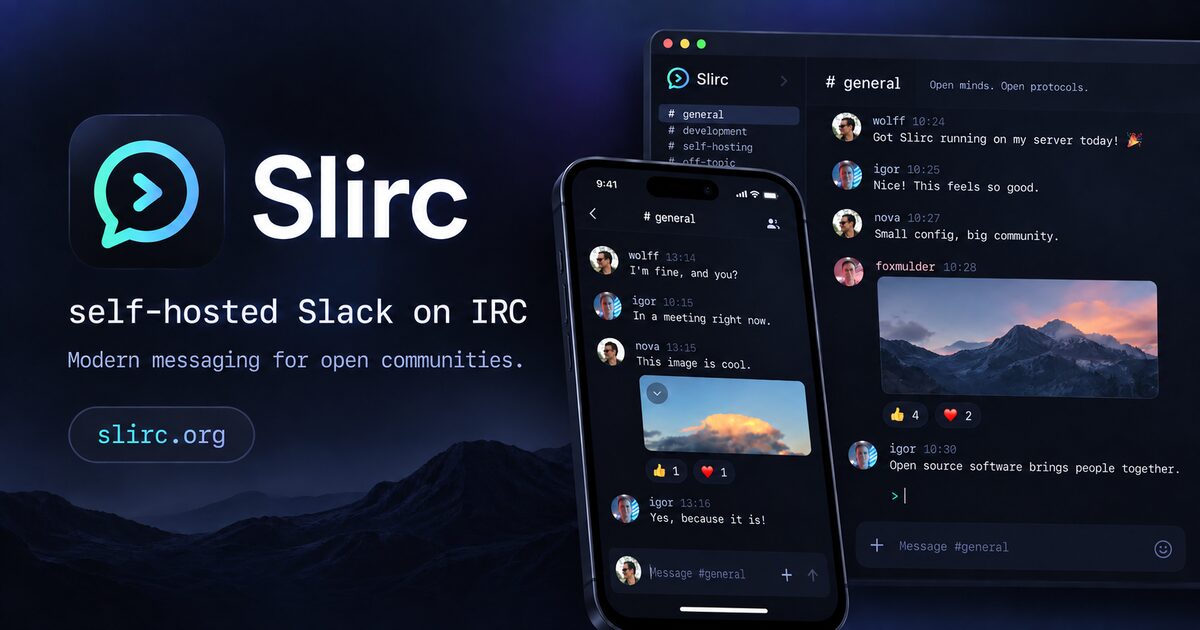 Slirc
self-hosted Slack on IRC
Modern messaging for open communities.
slirc.org
Slirc
# general
# development
# self-hosting
# off-topic
# general
Open minds. Open protocols.
wolff 10:24
Got Slirc running on my server today! 🎉
igor 10:25
Nice! This feels so good.
nova 10:27
Small config, big community.
foxmulder 10:28
👍 4 ❤️ 2
igor 10:30
Open source software brings people together.
>
+ Message #general
9:41
# general
wolff 13:14
I'm fine, and you?
igor 10:15
In a meeting right now.
nova 13:15
This image is cool.
👍 1 ❤️ 1
igor 13:16
Yes, because it is!
Message #general +